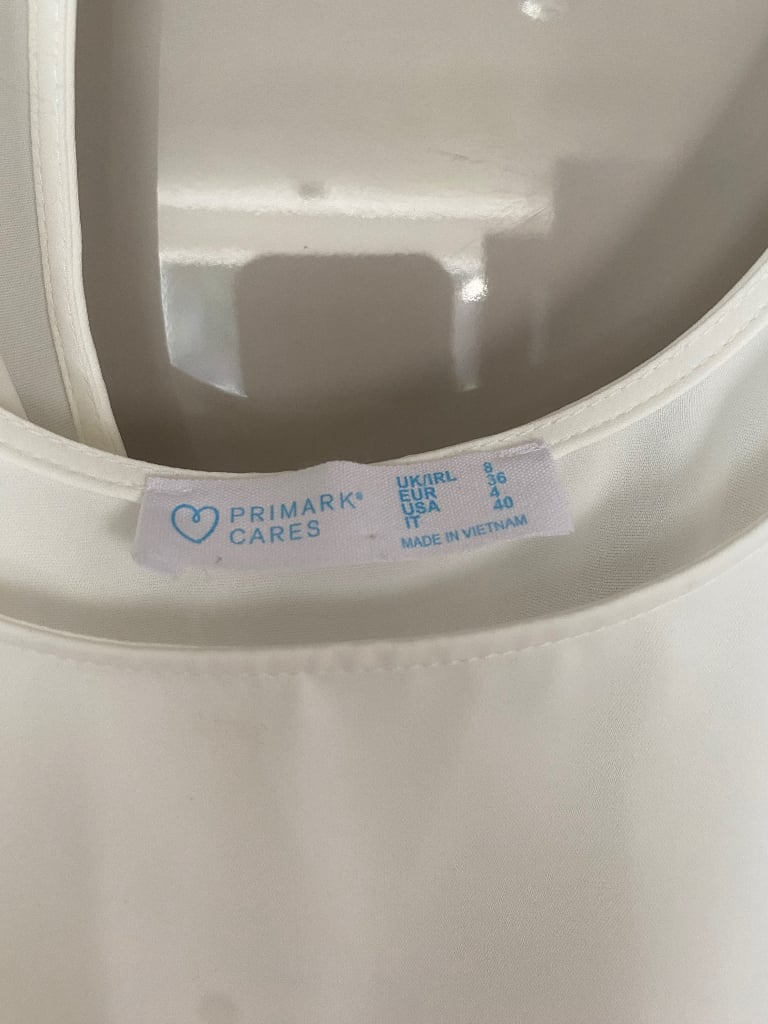 PRIMARK®
CARES
UK/IRL 8
EUR 36
USA 4
IT 40
MADE IN VIETNAM